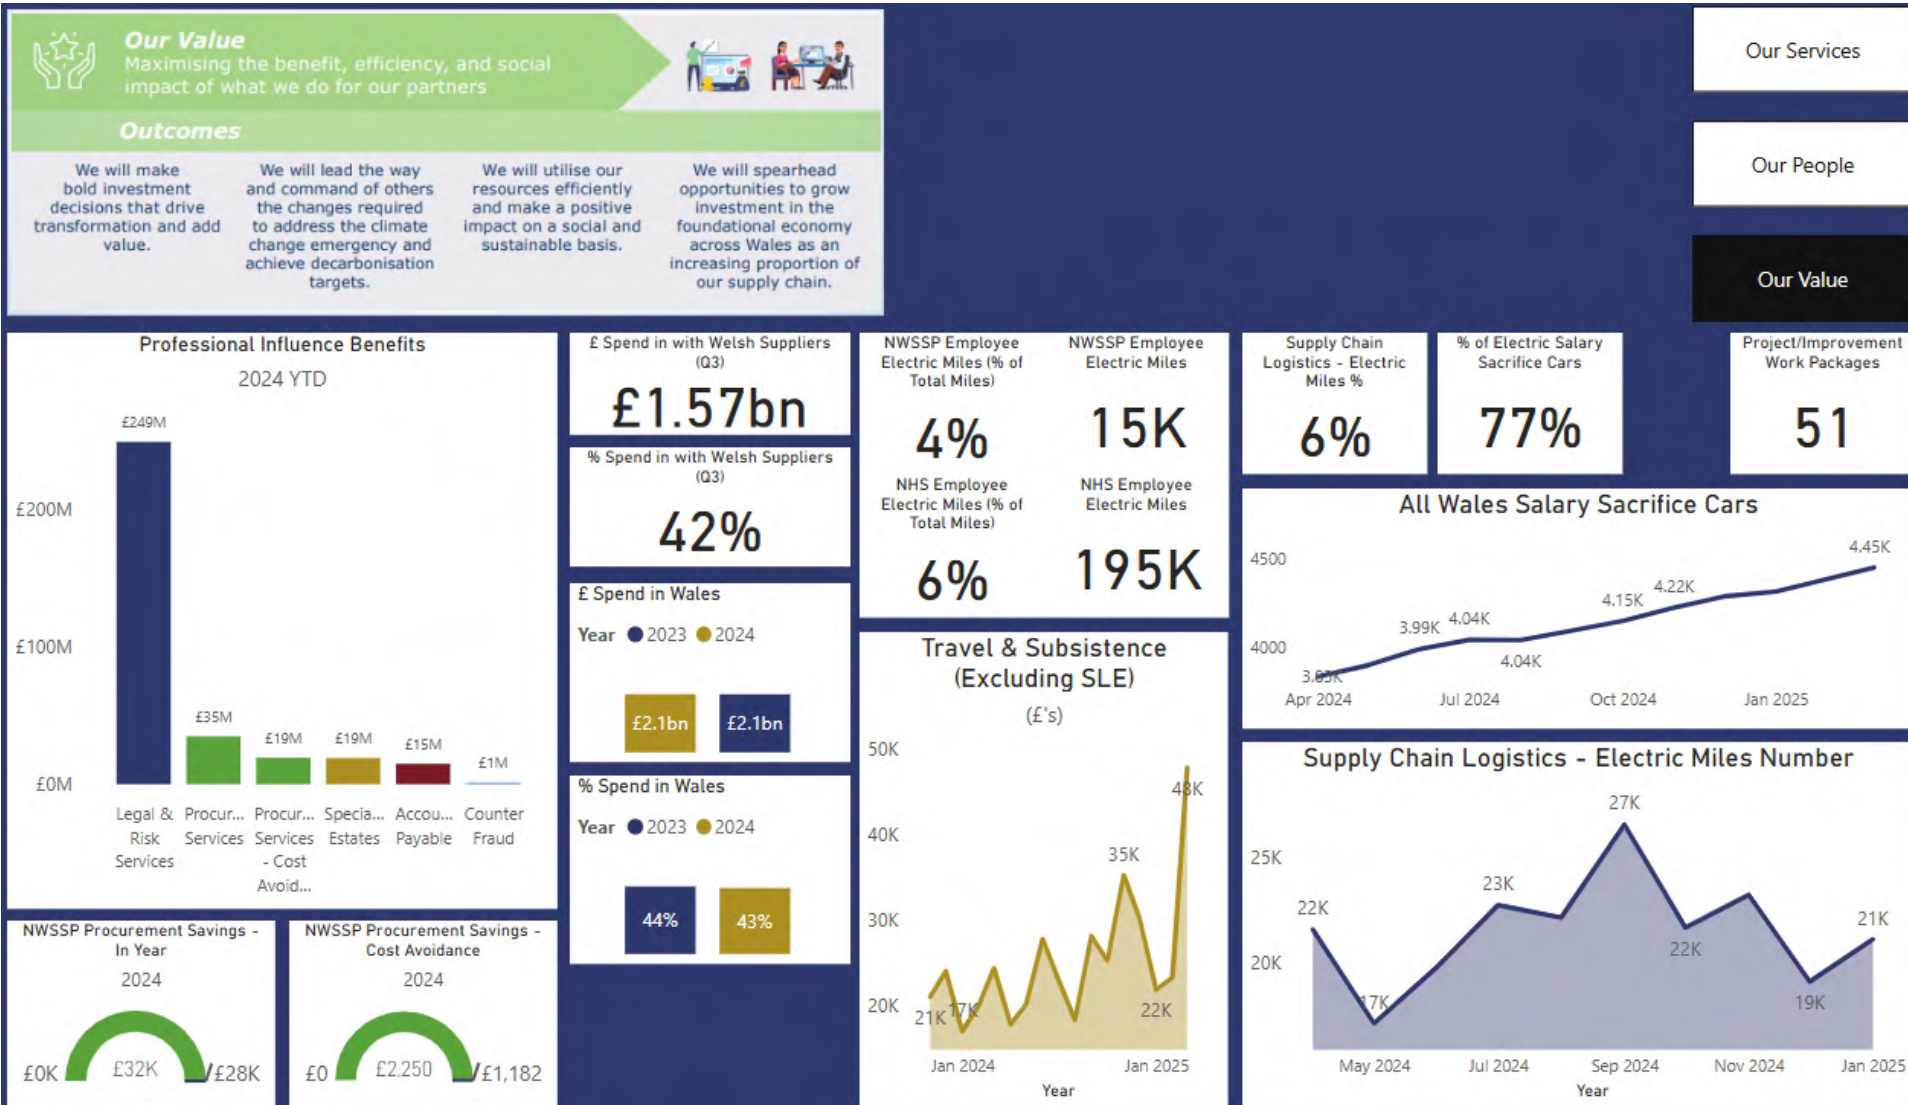 Our Value
Maximising the benefit, efficiency, and social
impact of what we do for our partners
Outcomes
We will make
bold investment
decisions that drive
transformation and add
value.
We will lead the way
and command of others
the changes required
to address the climate
change emergency and
achieve decarbonisation
targets.
We will utilise our
resources efficiently
and make a positive
impact on a social and
sustainable basis.
We will spearhead
opportunities to grow
investment in the
foundational economy
across Wales as an
increasing proportion of
our supply chain.
Our Services
Our People
Our Value
Professional Influence Benefits
2024 YTD
£249M
£200M
£100M
£35M
£19M
£19M
£15M
£1M
£0M
Legal &
Risk
Services
Procur...
Services
Procur...
Services
- Cost
Avoid...
Specia...
Estates
Accou...
Payable
Counter
Fraud
NWSSP Procurement Savings -
In Year
2024
£0K
£32K
/£28K
NWSSP Procurement Savings -
Cost Avoidance
2024
£0
£2,250
/£1,182
£ Spend in with Welsh Suppliers
(Q3)
£1.57bn
% Spend in with Welsh Suppliers
(Q3)
42%
£ Spend in Wales
Year 2023 2024
£2.1bn
£2.1bn
% Spend in Wales
Year 2023 2024
44%
43%
NWSSP Employee
Electric Miles (% of
Total Miles)
4%
NWSSP Employee
Electric Miles
15K
NHS Employee
Electric Miles (% of
Total Miles)
6%
NHS Employee
Electric Miles
195K
Travel & Subsistence
(Excluding SLE)
(£'s)
50K
48K
40K
35K
30K
20K
21K
17K
22K
Jan 2024
Jan 2025
Year
Supply Chain
Logistics - Electric
Miles %
6%
% of Electric Salary
Sacrifice Cars
77%
Project/Improvement
Work Packages
51
All Wales Salary Sacrifice Cars
4500
4000
3.99K
4.04K
4.04K
4.15K
4.22K
4.45K
Apr 2024
Jul 2024
Oct 2024
Jan 2025
Supply Chain Logistics - Electric Miles Number
25K
20K
22K
17K
23K
27K
22K
19K
21K
May 2024
Jul 2024
Sep 2024
Nov 2024
Jan 2025
Year